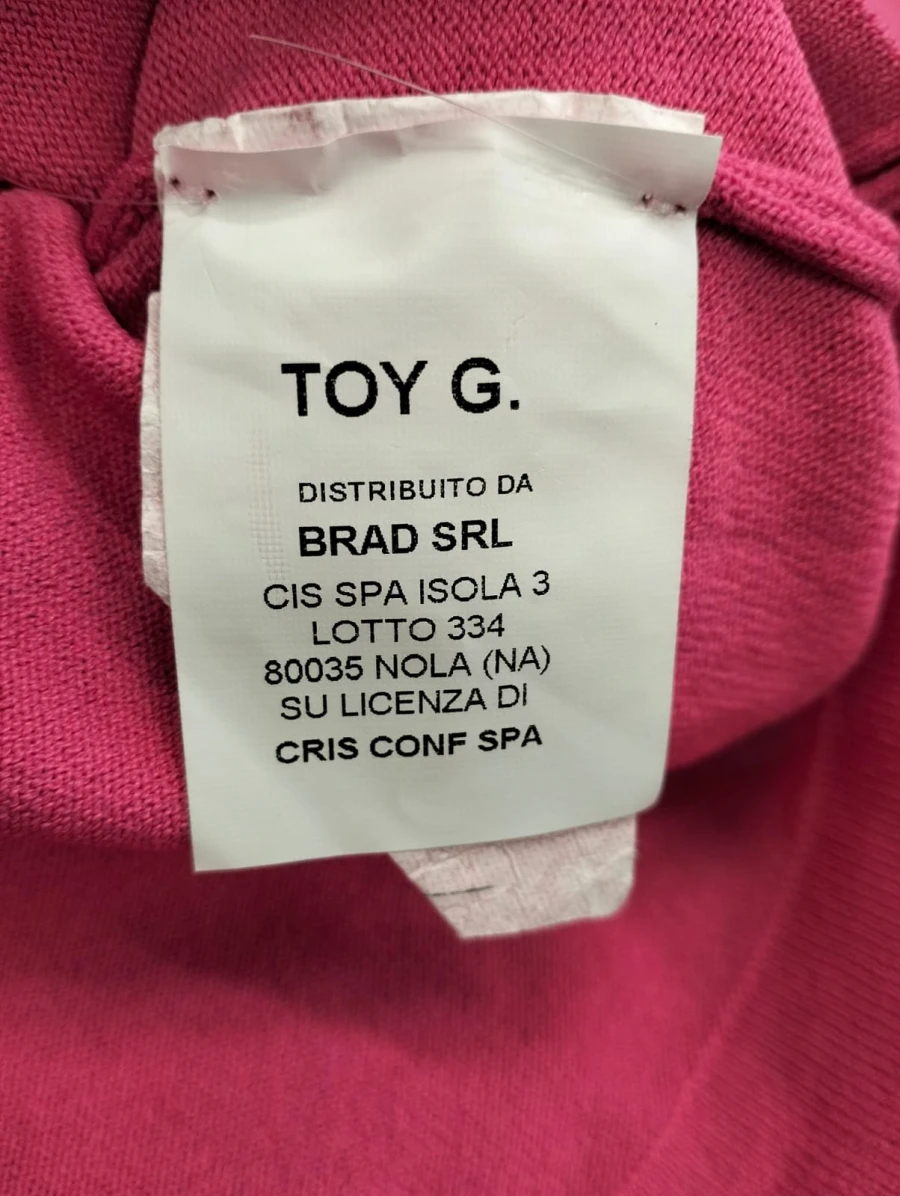 TOY G.
DISTRIBUITO DA
BRAD SRL
CIS SPA ISOLA 3
LOTTO 334
80035 NOLA (NA)
SU LICENZA DI
CRIS CONF SPA